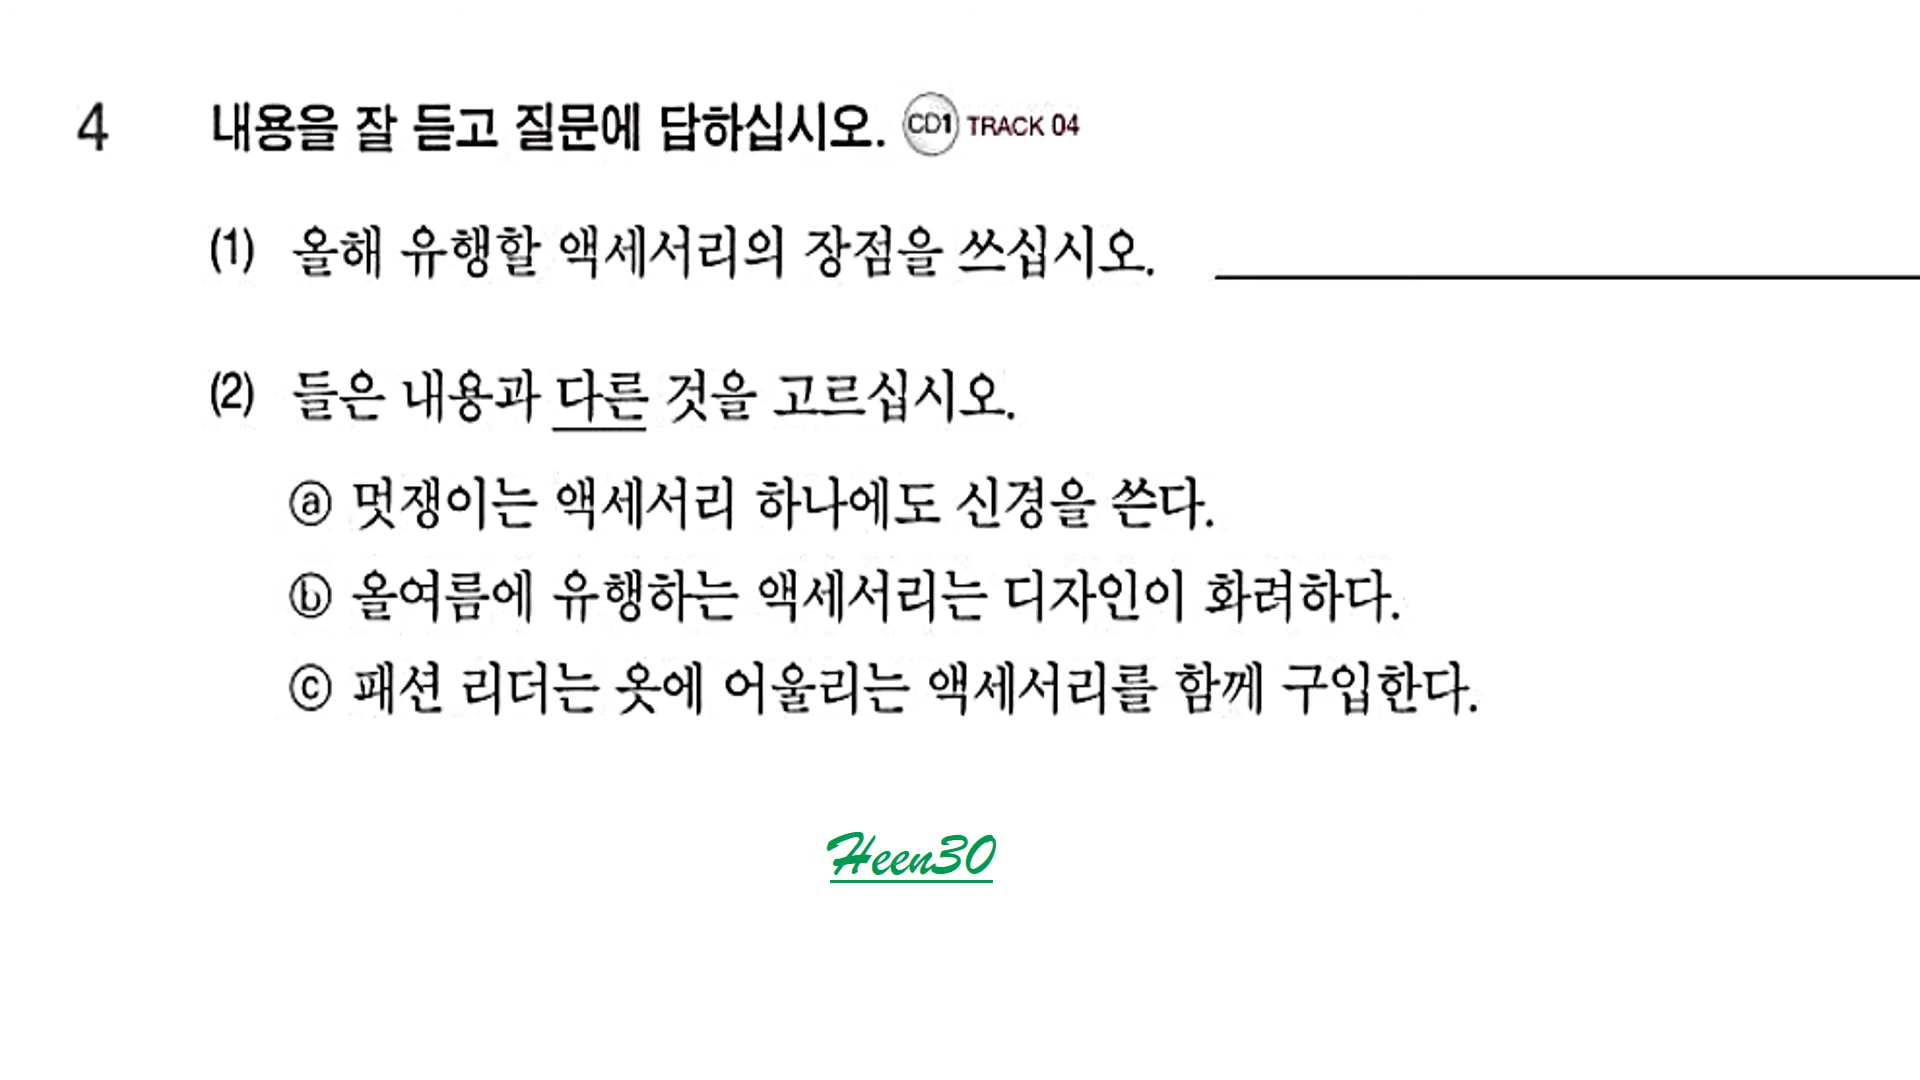 4 내용을 잘 듣고 질문에 답하십시오. CD1 TRACK 04
(1) 올해 유행할 액세서리의 장점을 쓰십시오.
(2) 들은 내용과 다른 것을 고르십시오.
ⓐ 멋쟁이는 액세서리 하나에도 신경을 쓴다.
ⓑ 올여름에 유행하는 액세서리는 디자인이 화려하다.
ⓒ 패션 리더는 옷에 어울리는 액세서리를 함께 구입한다.
Heen30